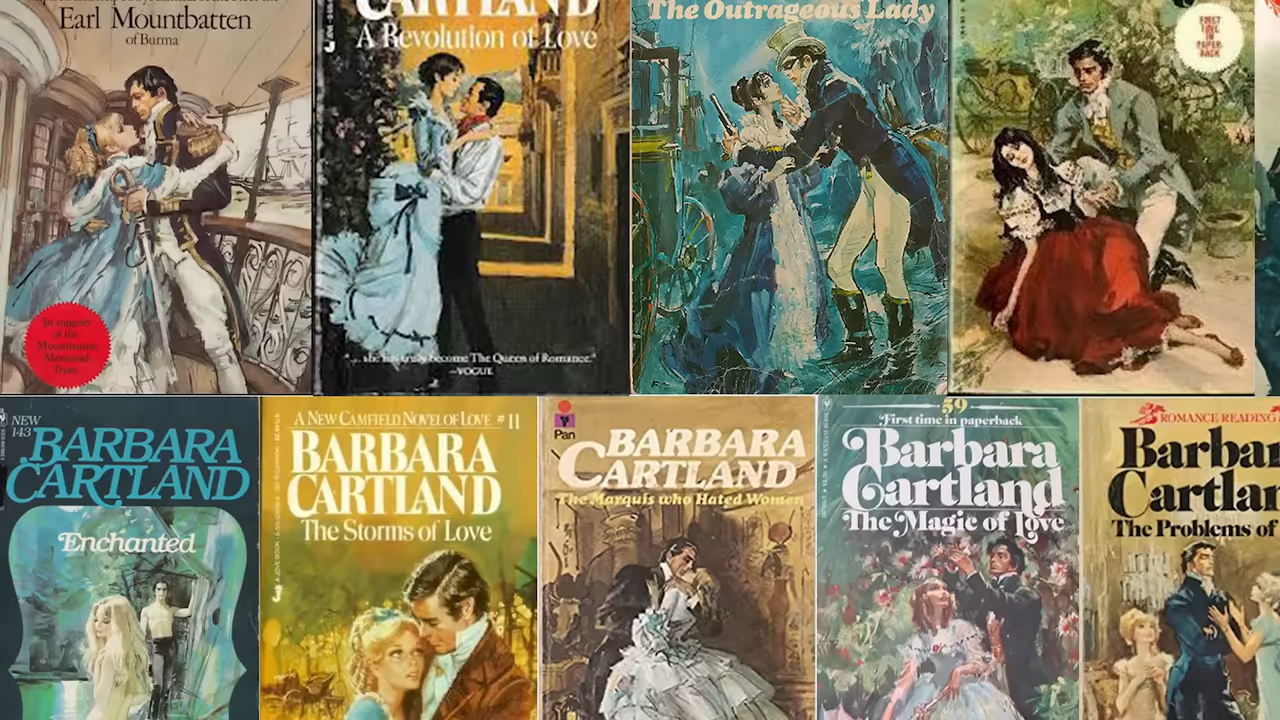 Earl Mountbatten
of Burma
In support
of the
Mountbatten
Memorial
Trust
CARTLAND
A Revolution of Love
"... she has truly become The Queen of Romance."
—VOGUE
The Outrageous Lady
FIRST
TIME
IN
PAPER-
BACK
NEW
143
BARBARA
CARTLAND
Enchanted
A NEW CAMFIELD NOVEL OF LOVE #11
BARBARA
CARTLAND
The Storms of Love
Pan
BARBARA
CARTLAND
The Marquis who Hated Women
59
First time in paperback
Barbara
Cartland
The Magic of Love
ROMANCE READING
Barbar
Cartlan
The Problems of